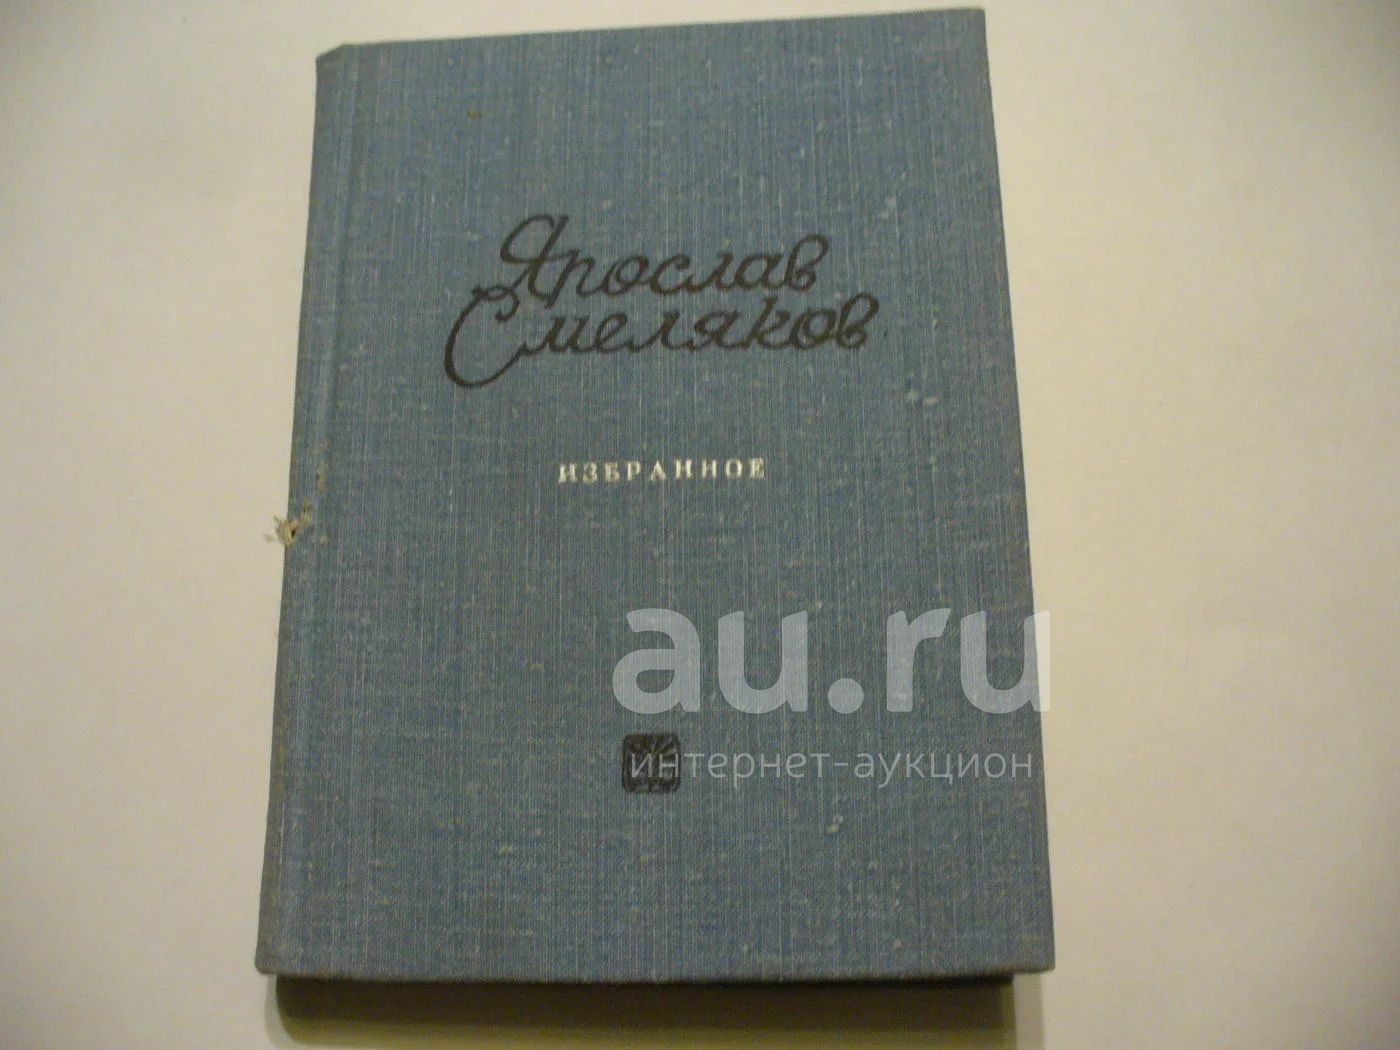 Ярослав
Смеляков
ИЗБРАННОЕ
au.ru
интернет-аукцион